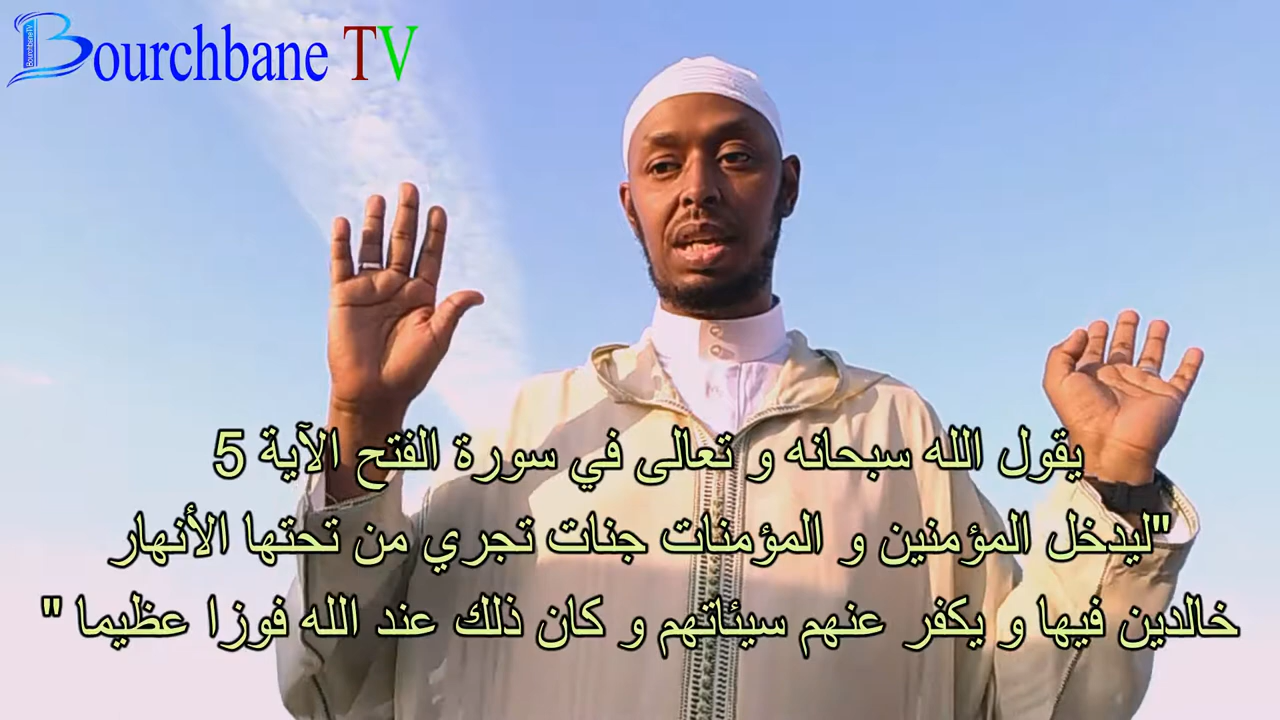 Bourchbane TV
يقول الله سبحانه و تعالى في سورة الفتح الآية 5
"ليدخل المؤمنين و المؤمنات جنات تجري من تحتها الأنهار
خالدين فيها و يكفر عنهم سيئاتهم و كان ذلك عند الله فوزا عظيما "